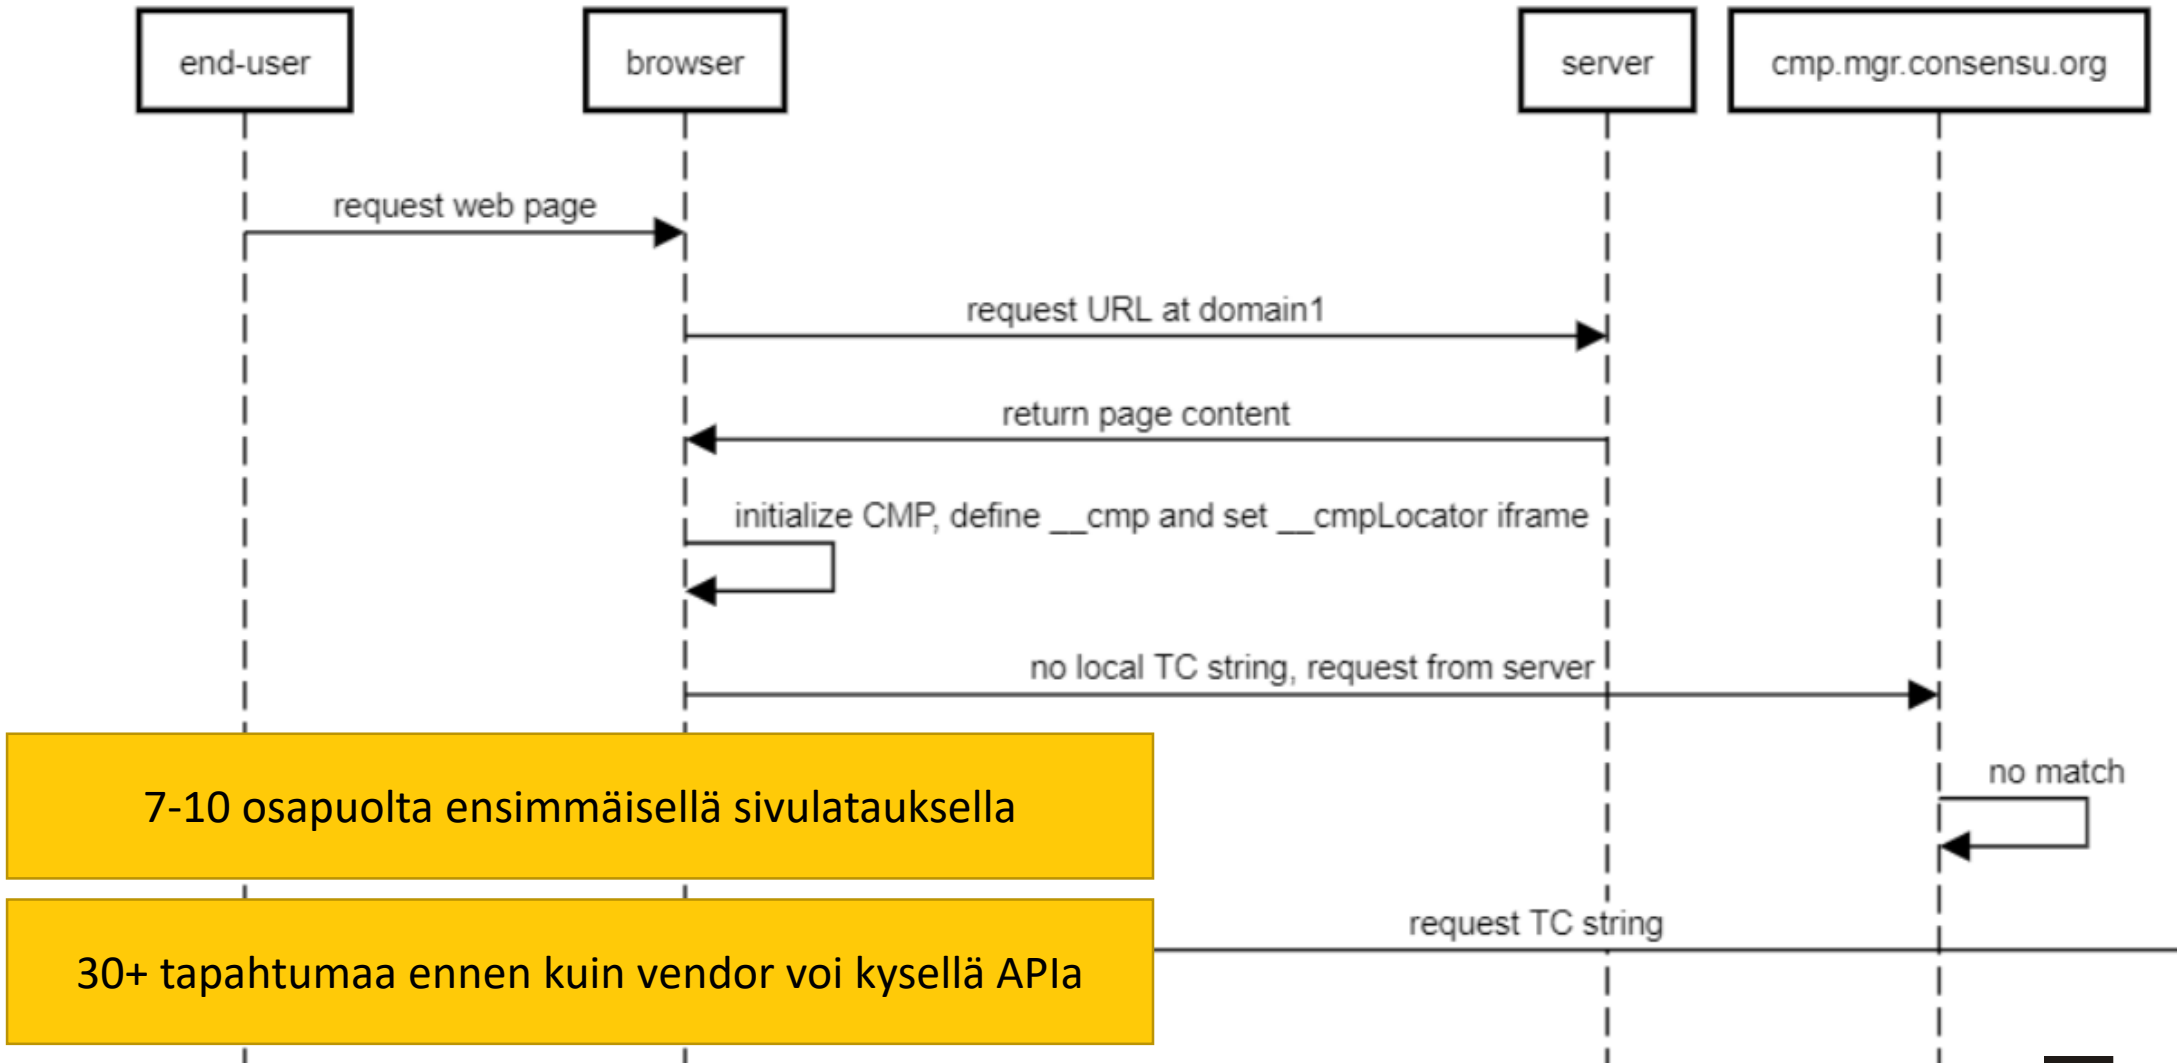 end-user
browser
server
cmp.mgr.consensu.org
request web page
request URL at domain1
return page content
initialize CMP, define __cmp and set __cmpLocator iframe
no local TC string, request from server
no match
7-10 osapuolta ensimmäisellä sivulatauksella
request TC string
30+ tapahtumaa ennen kuin vendor voi kysellä APIa